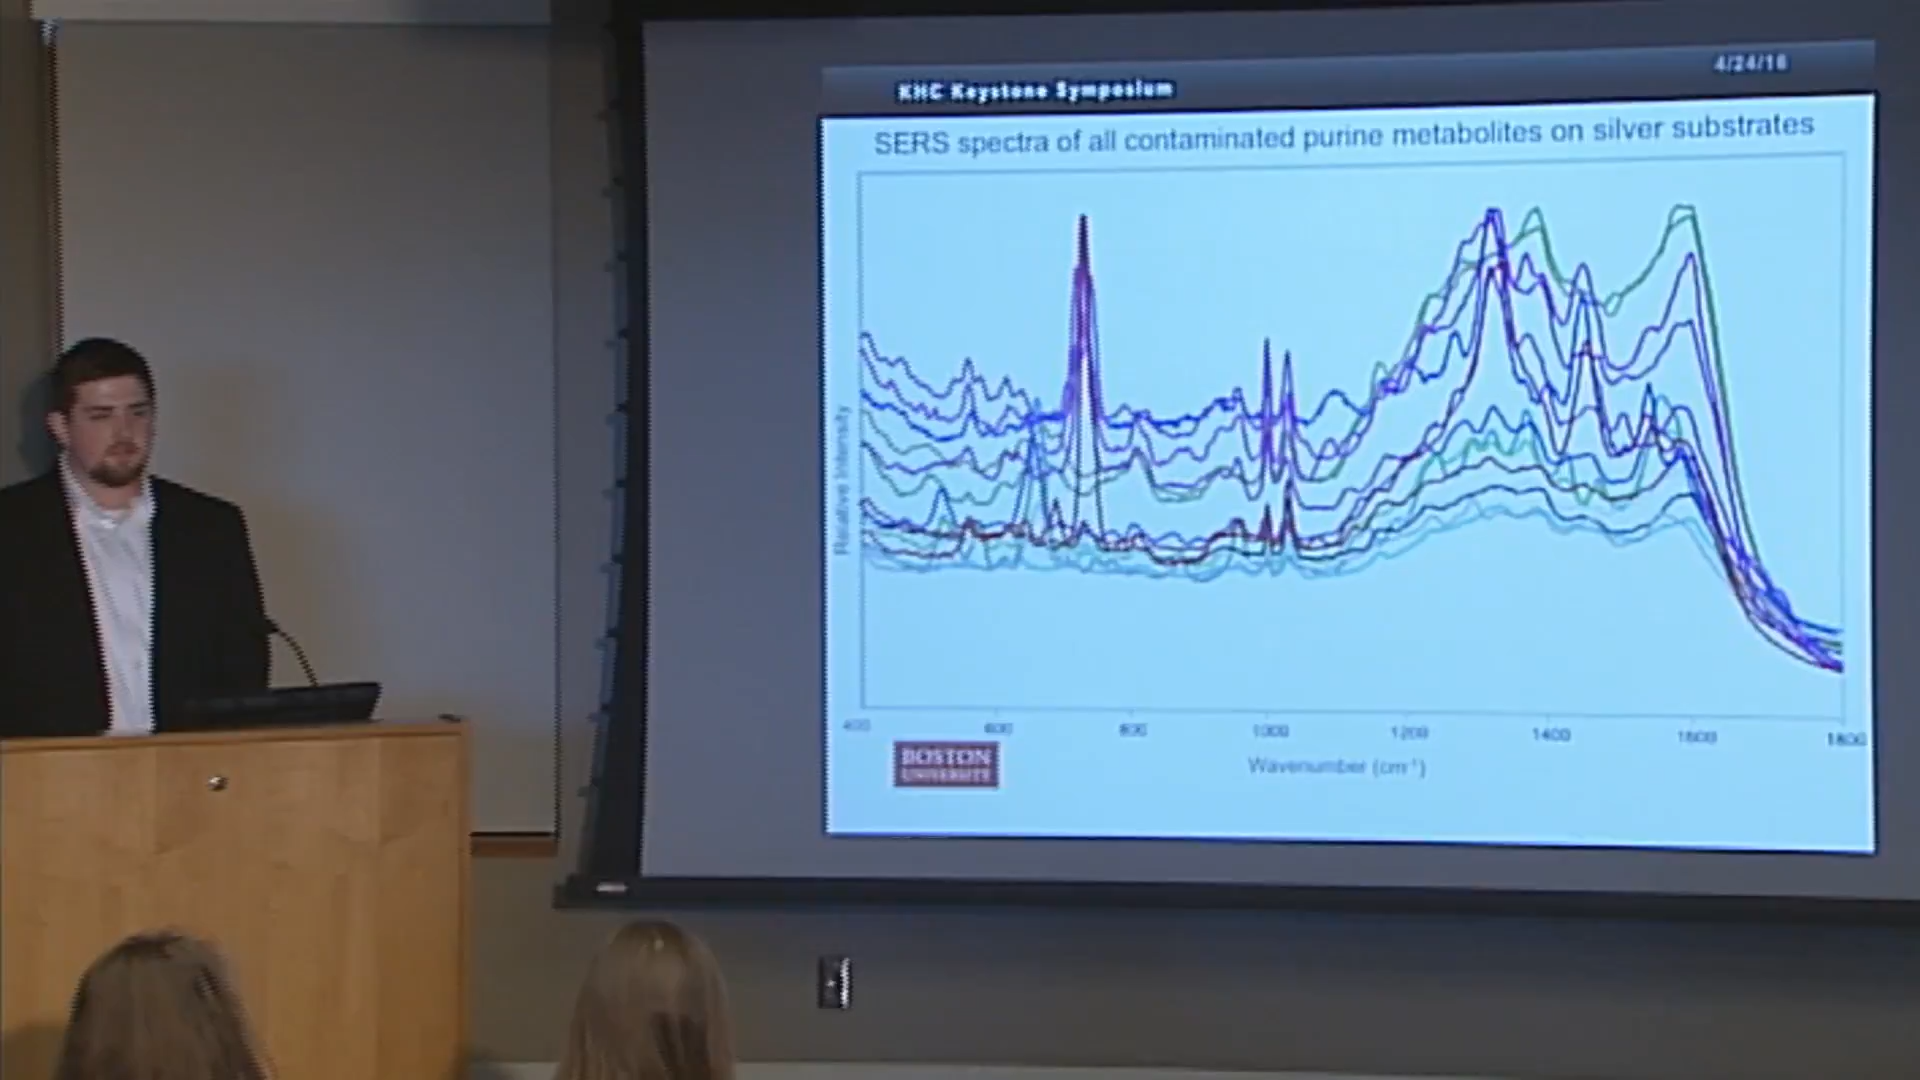 4/24/16
KHC Keystone Symposium
SERS spectra of all contaminated purine metabolites on silver substrates
Relative Intensity
400 600 800 1000 1200 1400 1600 1800
Wavenumber (cm⁻¹)
BOSTON
UNIVERSITY